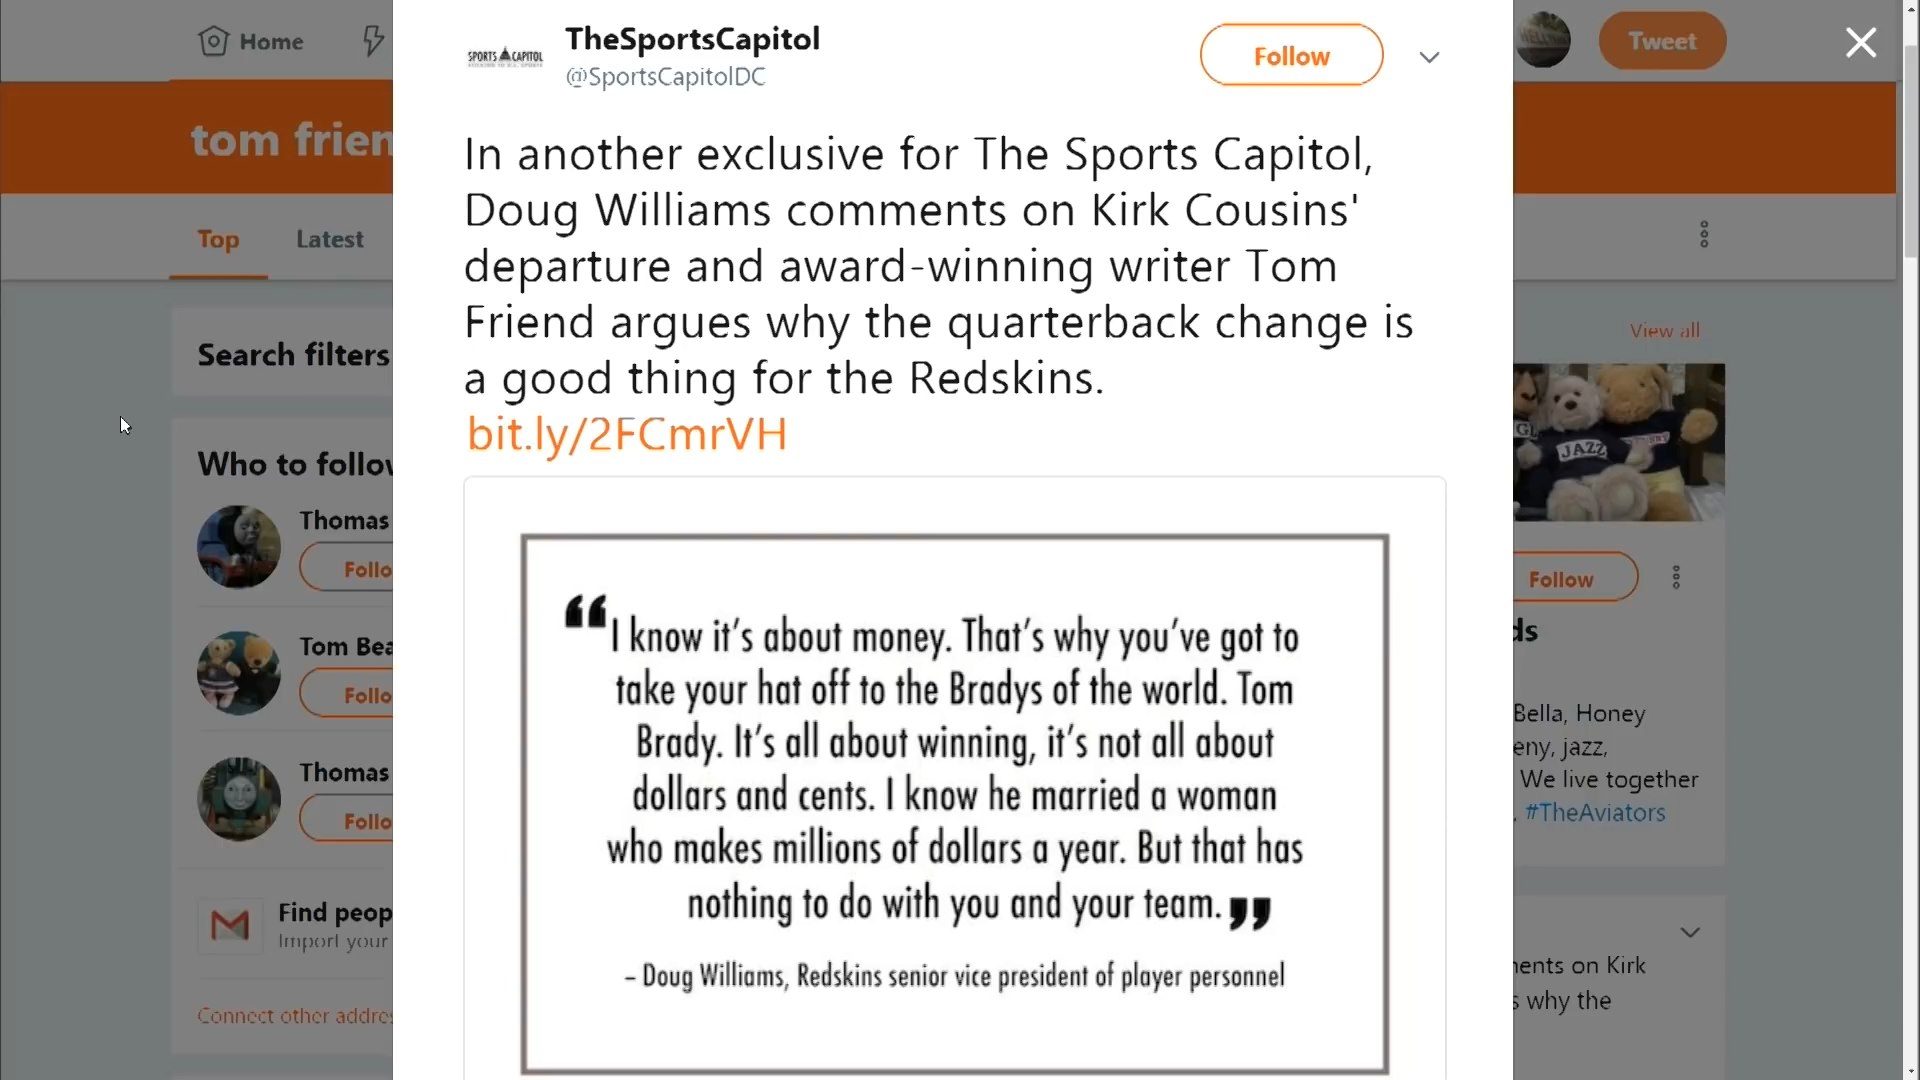 Home
Tweet
tom frien
Top
Latest
Search filters
Who to follow
Thomas
Follo
Tom Bea
Follo
Thomas
Follo
Find peop
Import your
Connect other addre
SPORTS CAPITOL
TheSportsCapitol
@SportsCapitolDC
Follow
In another exclusive for The Sports Capitol,
Doug Williams comments on Kirk Cousins'
departure and award-winning writer Tom
Friend argues why the quarterback change is
a good thing for the Redskins.
bit.ly/2FCmrVH
“I know it’s about money. That’s why you’ve got to
take your hat off to the Bradys of the world. Tom
Brady. It’s all about winning, it’s not all about
dollars and cents. I know he married a woman
who makes millions of dollars a year. But that has
nothing to do with you and your team.”
– Doug Williams, Redskins senior vice president of player personnel
View all
JAZZ
Follow
ds
Bella, Honey
eny, jazz,
We live together
. #TheAviators
ents on Kirk
s why the